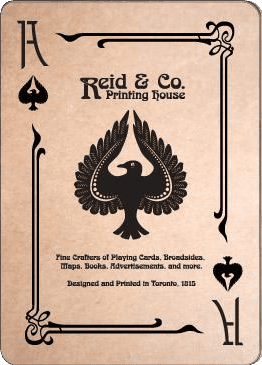 A
Reid & Co.
Printing House
Fine Crafters of Playing Cards, Broadsides,
Maps, Books, Advertisements, and more.
Designed and Printed in Toronto, 1815
A